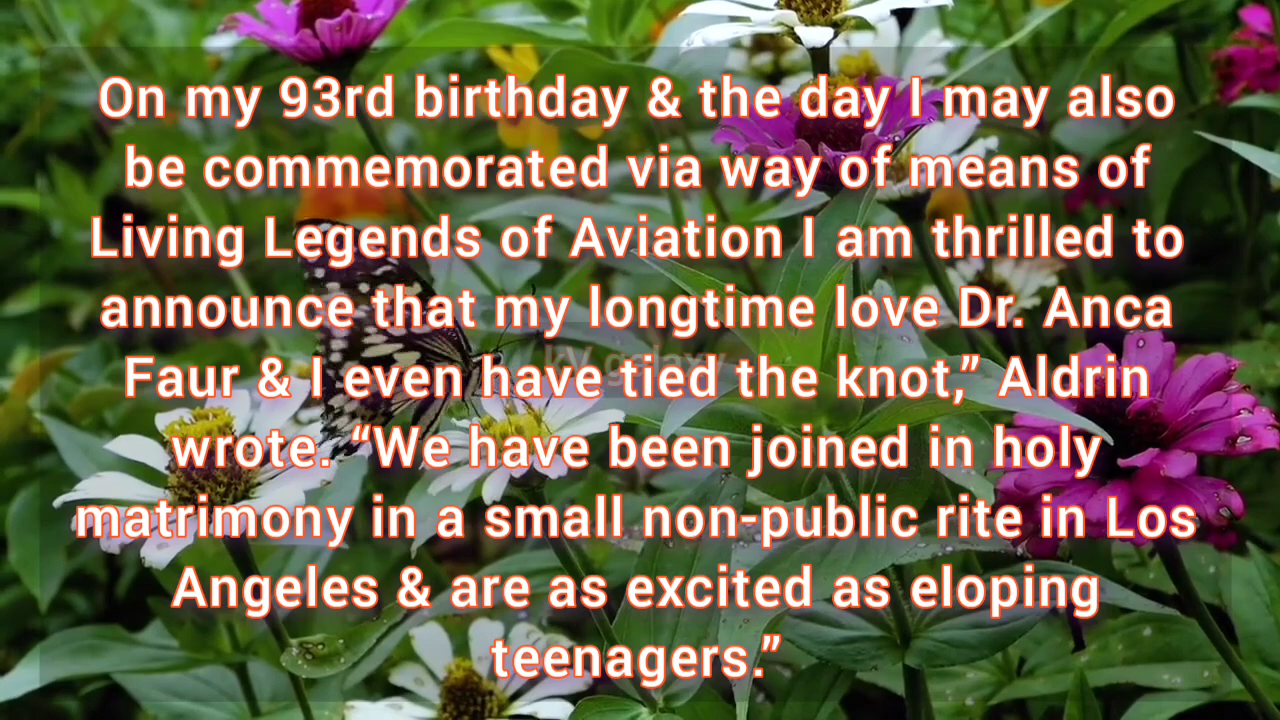 On my 93rd birthday & the day I may also
be commemorated via way of means of
Living Legends of Aviation I am thrilled to
announce that my longtime love Dr. Anca
Faur & I even have tied the knot,” Aldrin
wrote. “We have been joined in holy
matrimony in a small non-public rite in Los
Angeles & are as excited as eloping
teenagers.”